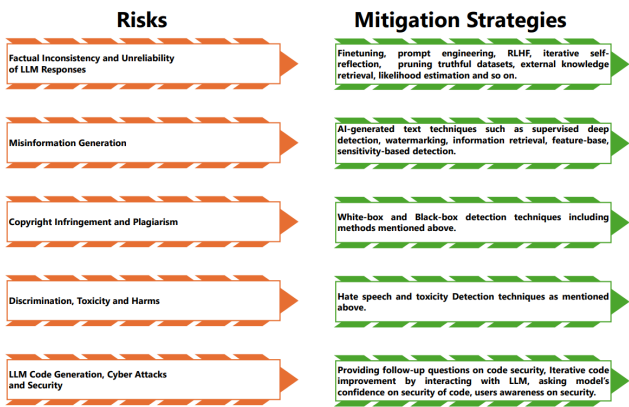 Risks
Mitigation Strategies
Factual Inconsistency and Unreliability
of LLM Responses
Finetuning, prompt engineering, RLHF, iterative self-
reflection, pruning truthful datasets, external knowledge
retrieval, likelihood estimation and so on.
Misinformation Generation
AI-generated text techniques such as supervised deep
detection, watermarking, information retrieval, feature-base,
sensitivity-based detection.
Copyright Infringement and Plagiarism
White-box and Black-box detection techniques including
methods mentioned above.
Discrimination, Toxicity and Harms
Hate speech and toxicity Detection techniques as mentioned
above.
LLM Code Generation, Cyber Attacks
and Security
Providing follow-up questions on code security, Iterative code
improvement by interacting with LLM, asking model's
confidence on security of code, users awareness on security.